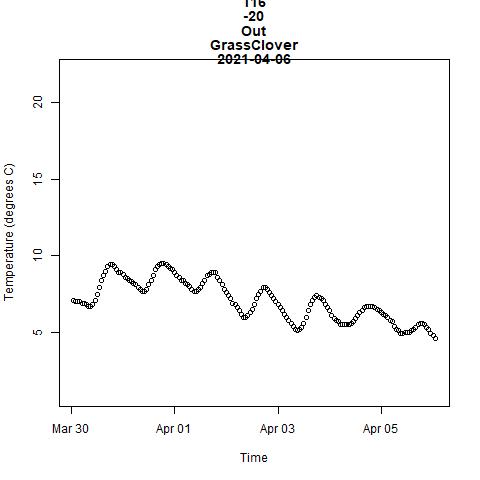 T16
-20
Out
GrassClover
2021-04-06
Temperature (degrees C)
20
15
10
5
Mar 30
Apr 01
Apr 03
Apr 05
Time